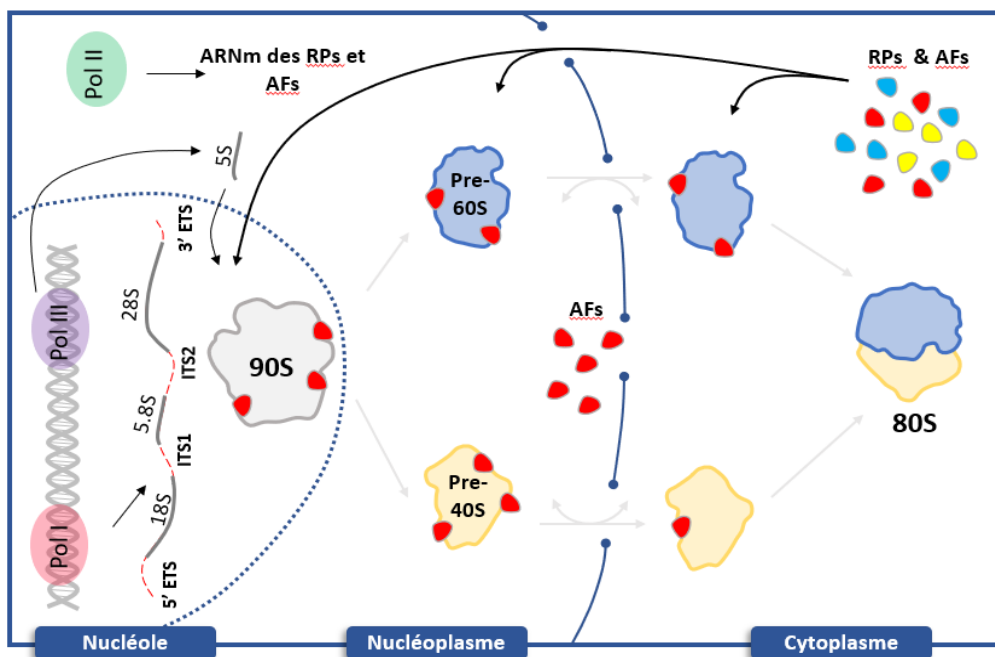 Pol II
ARNm des RPs et
AFs
RPs & AFs
5S
Pre-
60S
3' ETS
28S
Pol III
ITS2
90S
AFs
5.8S
ITS1
80S
Pre-
40S
18S
Pol I
5' ETS
Nucléole
Nucléoplasme
Cytoplasme